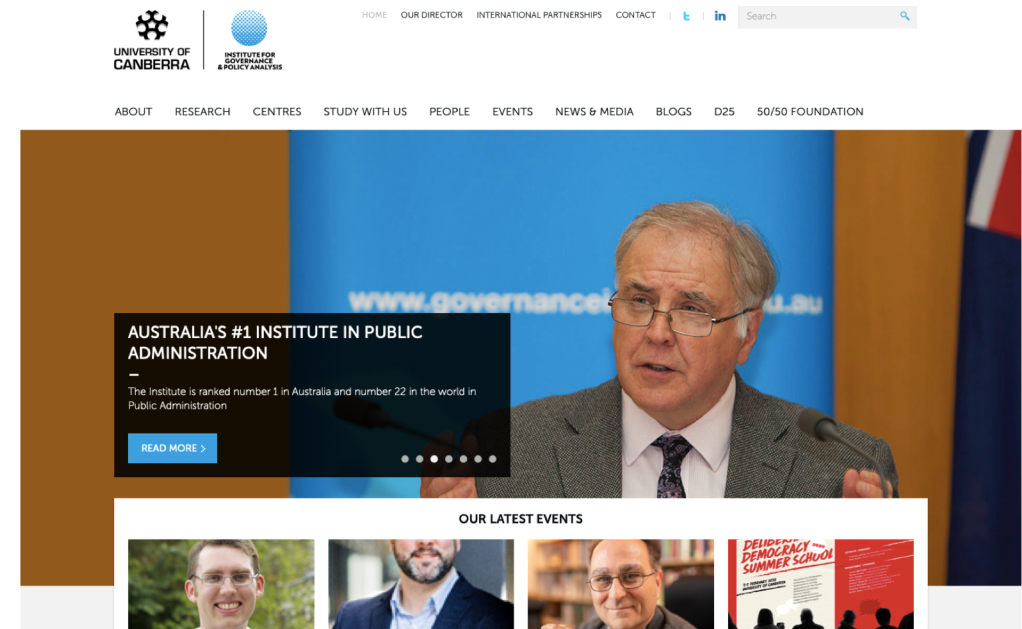 UNIVERSITY OF
CANBERRA
INSTITUTE FOR
GOVERNANCE
& POLICY ANALYSIS
HOME OUR DIRECTOR INTERNATIONAL PARTNERSHIPS CONTACT
Search
ABOUT RESEARCH CENTRES STUDY WITH US PEOPLE EVENTS NEWS & MEDIA BLOGS D25 50/50 FOUNDATION
www.governancei
u.au
AUSTRALIA'S #1 INSTITUTE IN PUBLIC
ADMINISTRATION
The Institute is ranked number 1 in Australia and number 22 in the world in
Public Administration
READ MORE >
OUR LATEST EVENTS
DEMOCRACY
SUMMER SCHOOL